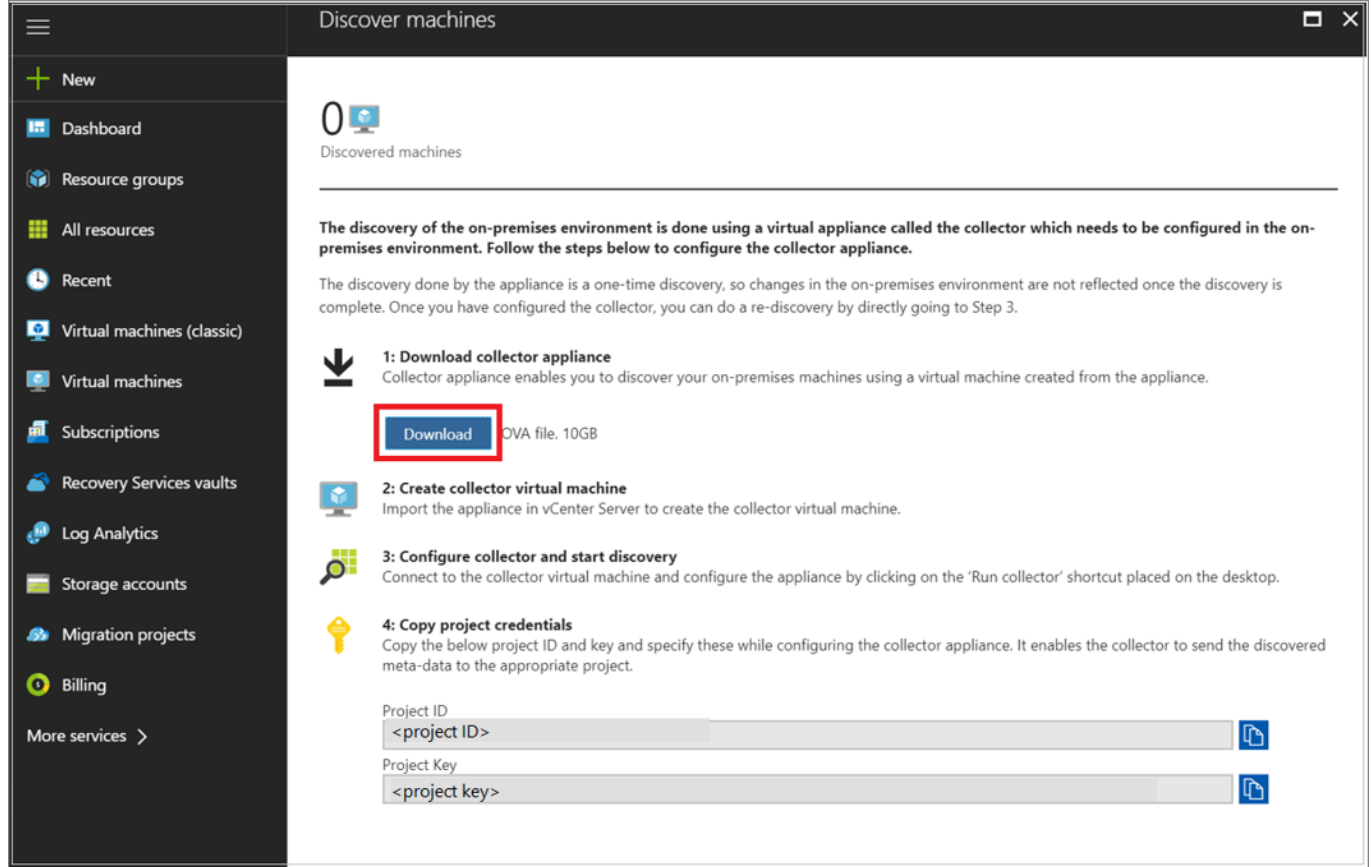 Discover machines
New
Dashboard
Resource groups
All resources
Recent
Virtual machines (classic)
Virtual machines
Subscriptions
Recovery Services vaults
Log Analytics
Storage accounts
Migration projects
Billing
More services
0
Discovered machines
The discovery of the on-premises environment is done using a virtual appliance called the collector which needs to be configured in the on-
premises environment. Follow the steps below to configure the collector appliance.
The discovery done by the appliance is a one-time discovery, so changes in the on-premises environment are not reflected once the discovery is
complete. Once you have configured the collector, you can do a re-discovery by directly going to Step 3.
1: Download collector appliance
Collector appliance enables you to discover your on-premises machines using a virtual machine created from the appliance.
Download OVA file. 10GB
2: Create collector virtual machine
Import the appliance in vCenter Server to create the collector virtual machine.
3: Configure collector and start discovery
Connect to the collector virtual machine and configure the appliance by clicking on the 'Run collector' shortcut placed on the desktop.
4: Copy project credentials
Copy the below project ID and key and specify these while configuring the collector appliance. It enables the collector to send the discovered
meta-data to the appropriate project.
Project ID
<project ID>
Project Key
<project key>